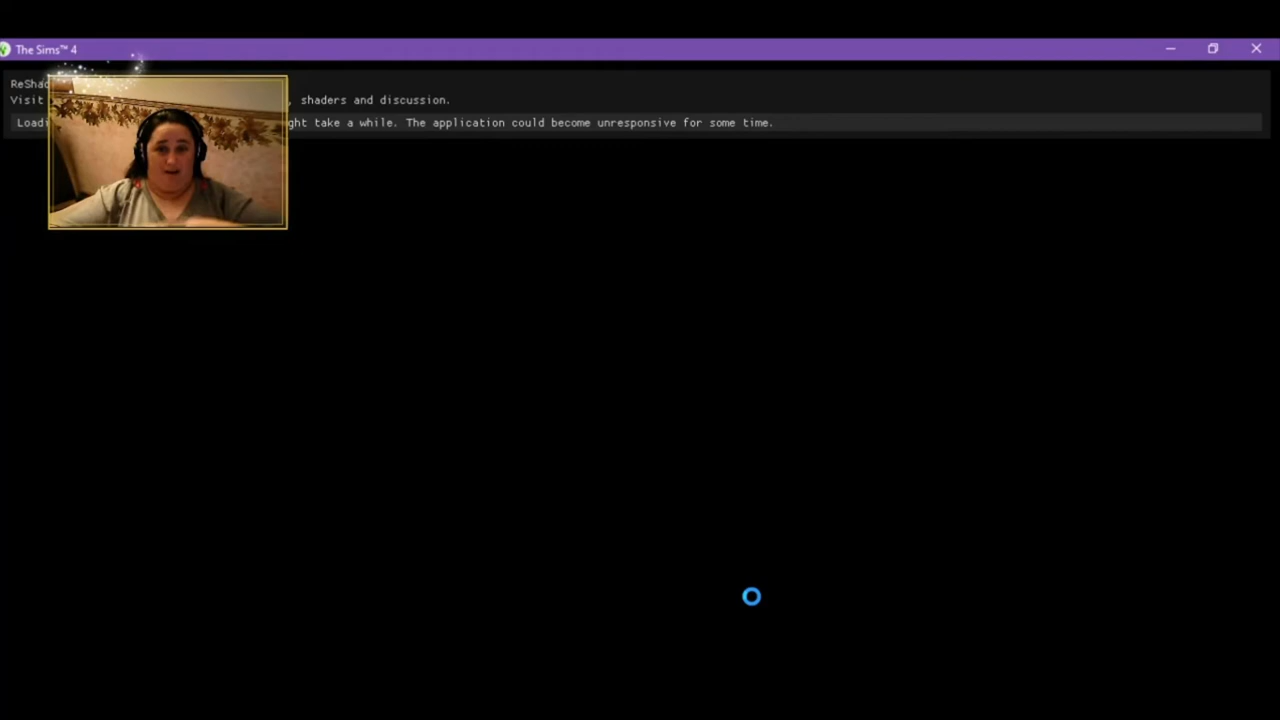 The Sims™ 4
ReShad
Visit , shaders and discussion.
Loadi ght take a while. The application could become unresponsive for some time.